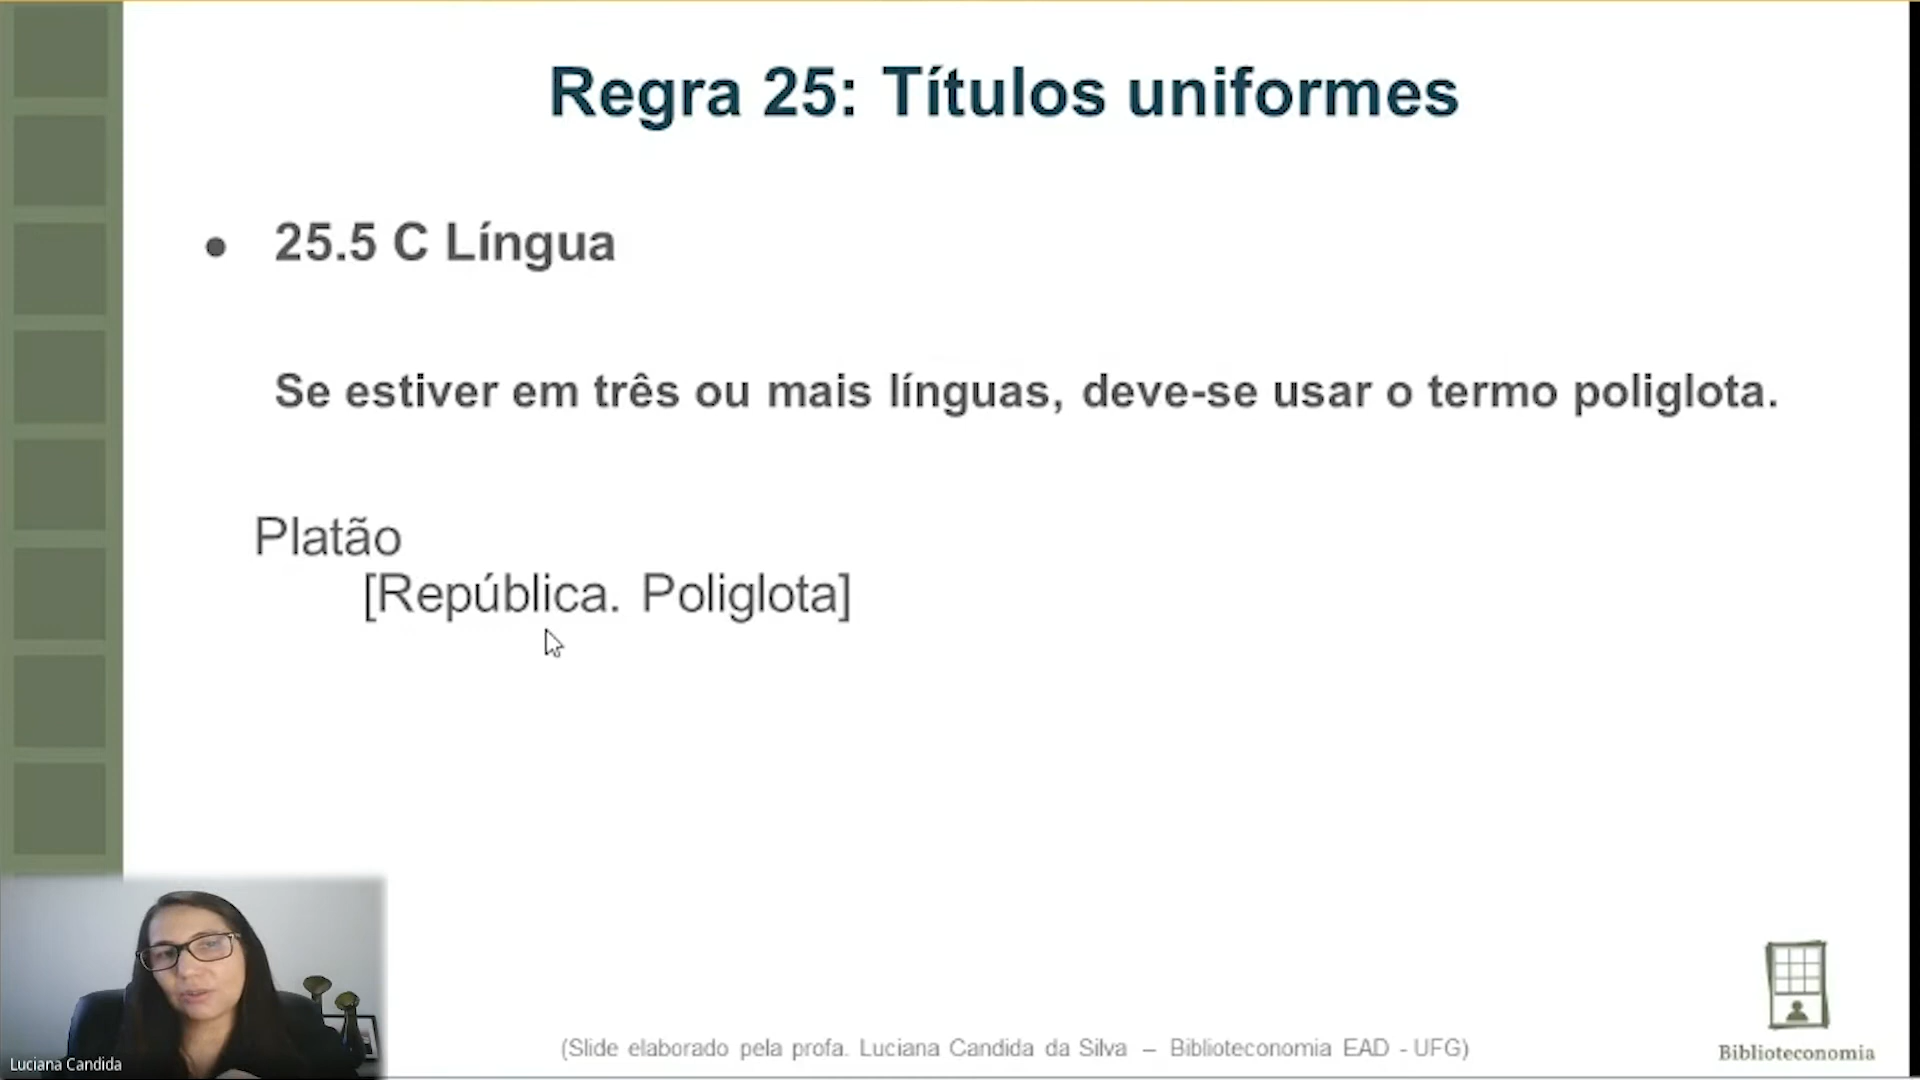 Regra 25: Títulos uniformes
• 25.5 C Língua
Se estiver em três ou mais línguas, deve-se usar o termo poliglota.
Platão
[República. Poliglota]
Luciana Candida
(Slide elaborado pela profa. Luciana Candida da Silva – Biblioteconomia EAD - UFG)
Biblioteconomia